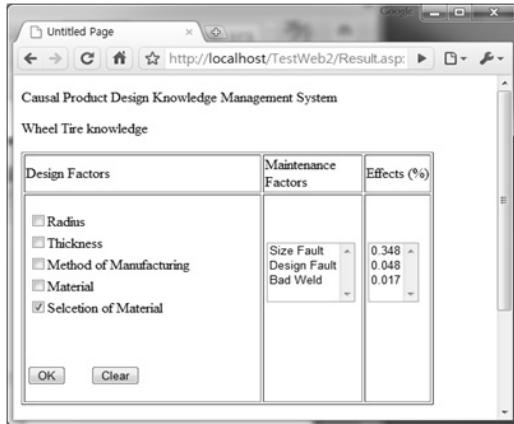 Google
Untitled Page
http://localhost/TestWeb2/Result.asp:
Causal Product Design Knowledge Management System
Wheel Tire knowledge
Design Factors
Maintenance
Factors
Effects (%)
Radius
Thickness
Method of Manufacturing
Material
Selcetion of Material
Size Fault
Design Fault
Bad Weld
0.348
0.048
0.017
OK
Clear